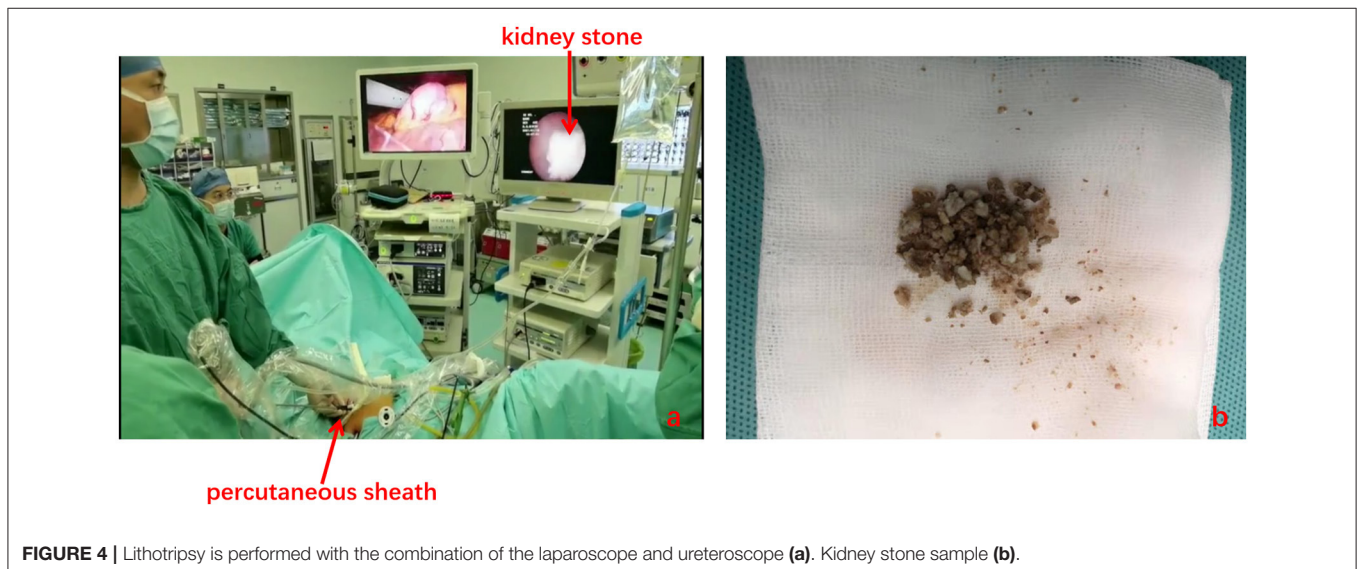 kidney stone
a
b
percutaneous sheath
FIGURE 4 | Lithotripsy is performed with the combination of the laparoscope and ureteroscope (a). Kidney stone sample (b).